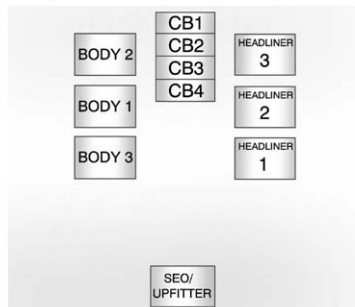 CB1
CB2
CB3
CB4
BODY 2
BODY 1
BODY 3
HEADLINER
3
HEADLINER
2
HEADLINER
1
SEO/
UPFITTER